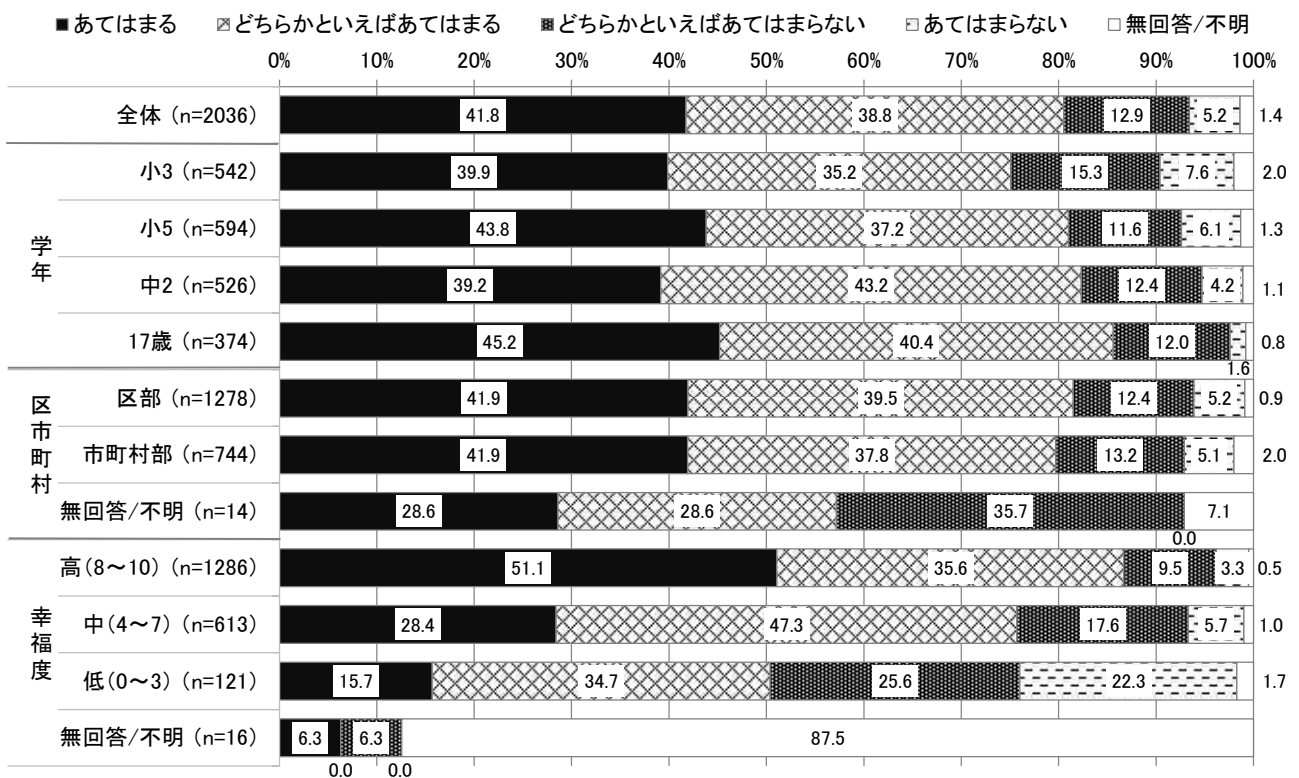 ■あてはまる ▨どちらかといえばあてはまる ▩どちらかといえばあてはまらない ▨あてはまらない □無回答/不明
0% 10% 20% 30% 40% 50% 60% 70% 80% 90% 100%
全体 (n=2036) 41.8 38.8 12.9 5.2 1.4
学年
小3 (n=542) 39.9 35.2 15.3 7.6 2.0
小5 (n=594) 43.8 37.2 11.6 6.1 1.3
中2 (n=526) 39.2 43.2 12.4 4.2 1.1
17歳 (n=374) 45.2 40.4 12.0 0.8
1.6
区市町村
区部 (n=1278) 41.9 39.5 12.4 5.2 0.9
市町村部 (n=744) 41.9 37.8 13.2 5.1 2.0
無回答/不明 (n=14) 28.6 28.6 35.7 7.1
0.0
幸福度
高(8～10) (n=1286) 51.1 35.6 9.5 3.3 0.5
中(4～7) (n=613) 28.4 47.3 17.6 5.7 1.0
低(0～3) (n=121) 15.7 34.7 25.6 22.3 1.7
無回答/不明 (n=16) 6.3 6.3 87.5
0.0 0.0